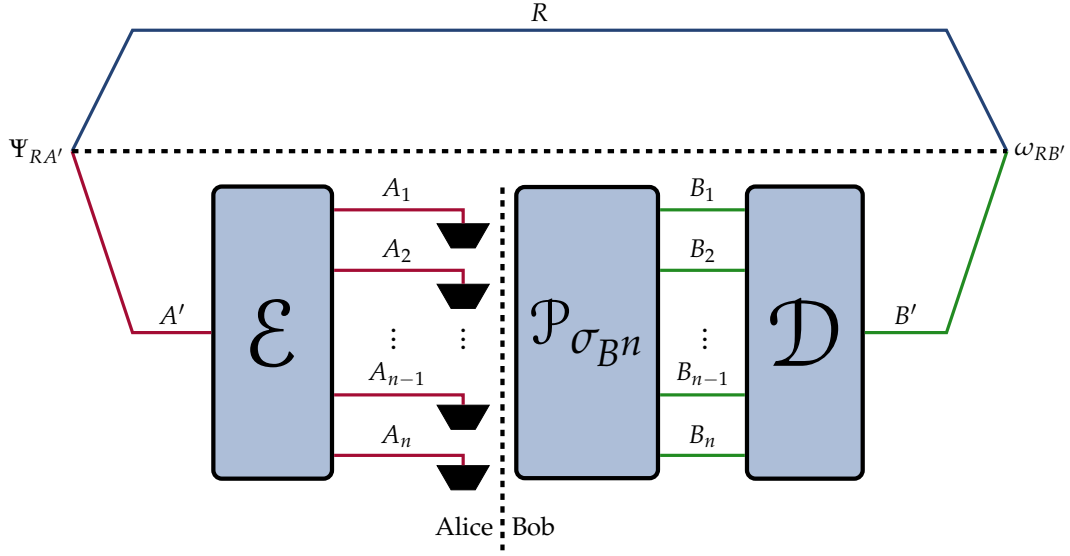 R
Ψ_{RA′} ω_{RB′}
A_1 B_1
A_2 B_2
A′ ℰ ⋮ ⋮ 𝒫_{σ_{B^n}} ⋮ 𝒟 B′
A_{n−1} B_{n−1}
A_n B_n
Alice Bob